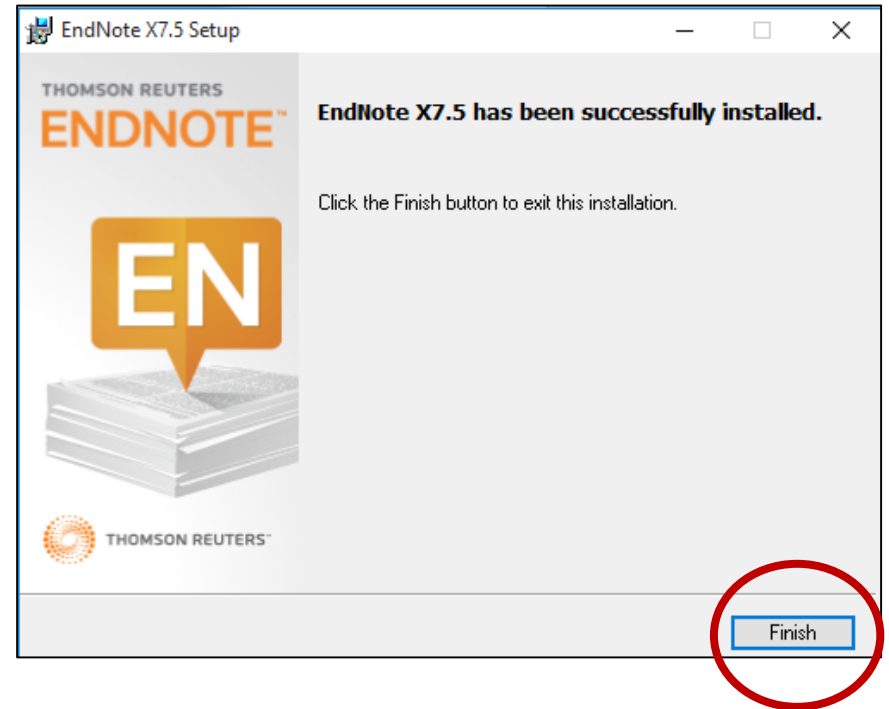 EndNote X7.5 Setup
THOMSON REUTERS
ENDNOTE™
EndNote X7.5 has been successfully installed.
Click the Finish button to exit this installation.
EN
THOMSON REUTERS™
Finish